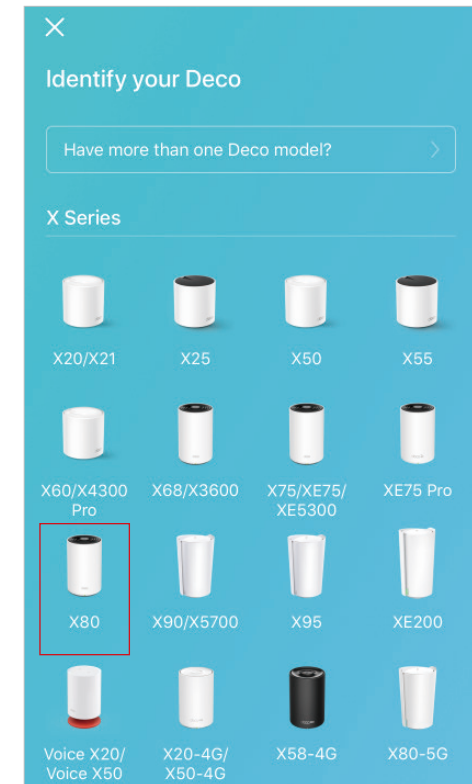 Identify your Deco
Have more than one Deco model?
X Series
X20/X21
X25
X50
X55
X60/X4300
Pro
X68/X3600
X75/XE75/
XE5300
XE75 Pro
X80
X90/X5700
X95
XE200
Voice X20/
Voice X50
X20-4G/
X50-4G
X58-4G
X80-5G